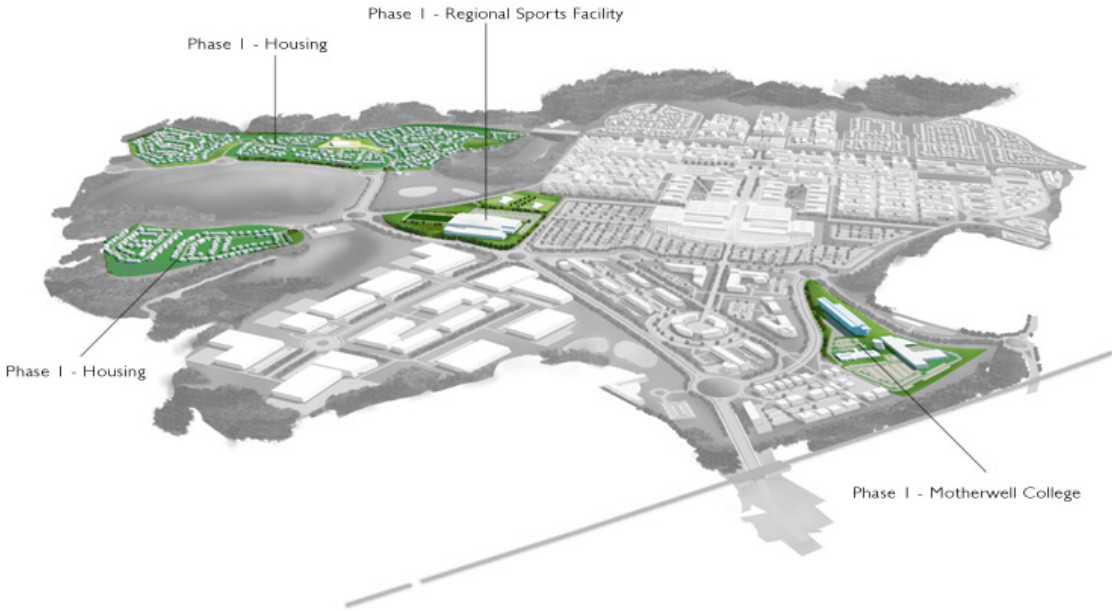 Phase 1 - Regional Sports Facility
Phase 1 - Housing
Phase 1 - Housing
Phase 1 - Motherwell College